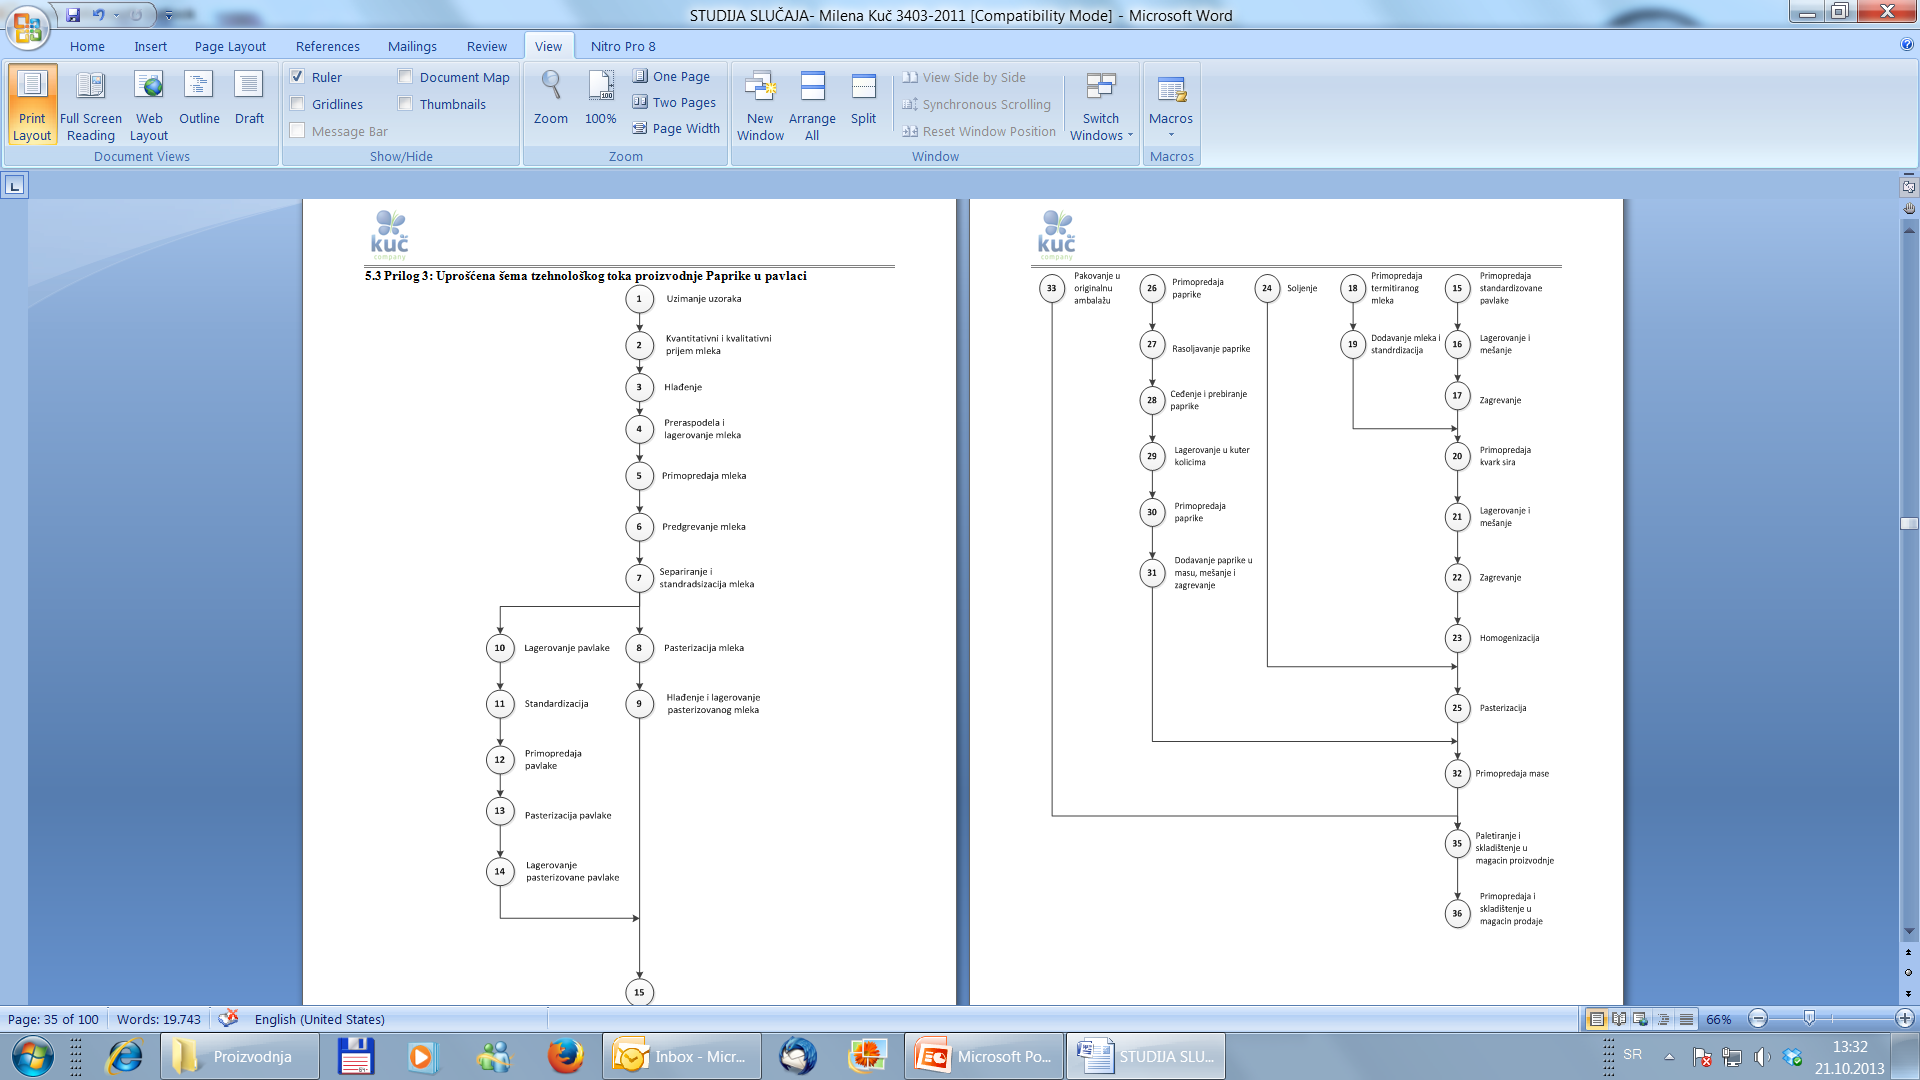 STUDIJA SLUČAJA- Milena Kuč 3403-2011 [Compatibility Mode] - Microsoft Word
Home Insert Page Layout References Mailings Review View Nitro Pro 8
Print Layout
Full Screen Reading
Web Layout
Outline
Draft
Document Views
Ruler
Gridlines
Message Bar
Document Map
Thumbnails
Show/Hide
Zoom
100%
One Page
Two Pages
Page Width
Zoom
New Window
Arrange All
Split
View Side by Side
Synchronous Scrolling
Reset Window Position
Switch Windows
Window
Macros
Macros
kuč
company
5.3 Prilog 3: Uprošćena šema tzehnološkog toka proizvodnje Paprike u pavlaci
1 Uzimanje uzoraka
2 Kvantitativni i kvalitativni
prijem mleka
3 Hlađenje
4 Preraspodela i
lagerovanje mleka
5 Primopredaja mleka
6 Predgrevanje mleka
7 Separiranje i
standradsizacija mleka
10 Lagerovanje pavlake
8 Pasterizacija mleka
11 Standardizacija
9 Hlađenje i lagerovanje
pasterizovanog mleka
12 Primopredaja
pavlake
13 Pasterizacija pavlake
14 Lagerovanje
pasterizovane pavlake
15
kuč
company
33 Pakovanje u
originalnu
ambalažu
26 Primopredaja
paprike
24 Soljenje
18 Primopredaja
termitiranog
mleka
15 Primopredaja
standardizovane
pavlake
27 Rasoljavanje paprike
19 Dodavanje mleka i
standrdizacija
16 Lagerovanje i
mešanje
28 Ceđenje i prebiranje
paprike
17 Zagrevanje
29 Lagerovanje u kuter
kolicima
20 Primopredaja
kvark sira
30 Primopredaja
paprike
21 Lagerovanje i
mešanje
31 Dodavanje paprike u
masu, mešanje i
zagrevanje
22 Zagrevanje
23 Homogenizacija
25 Pasterizacija
32 Primopredaja mase
35 Paletiranje i
skladištenje u
magacin proizvodnje
36 Primopredaja i
skladištenje u
magacin prodaje
Page: 35 of 100 Words: 19.743 English (United States) 66%
Proizvodnja Inbox - Micr... Microsoft Po... STUDIJA SLU... SR 13:32
21.10.2013